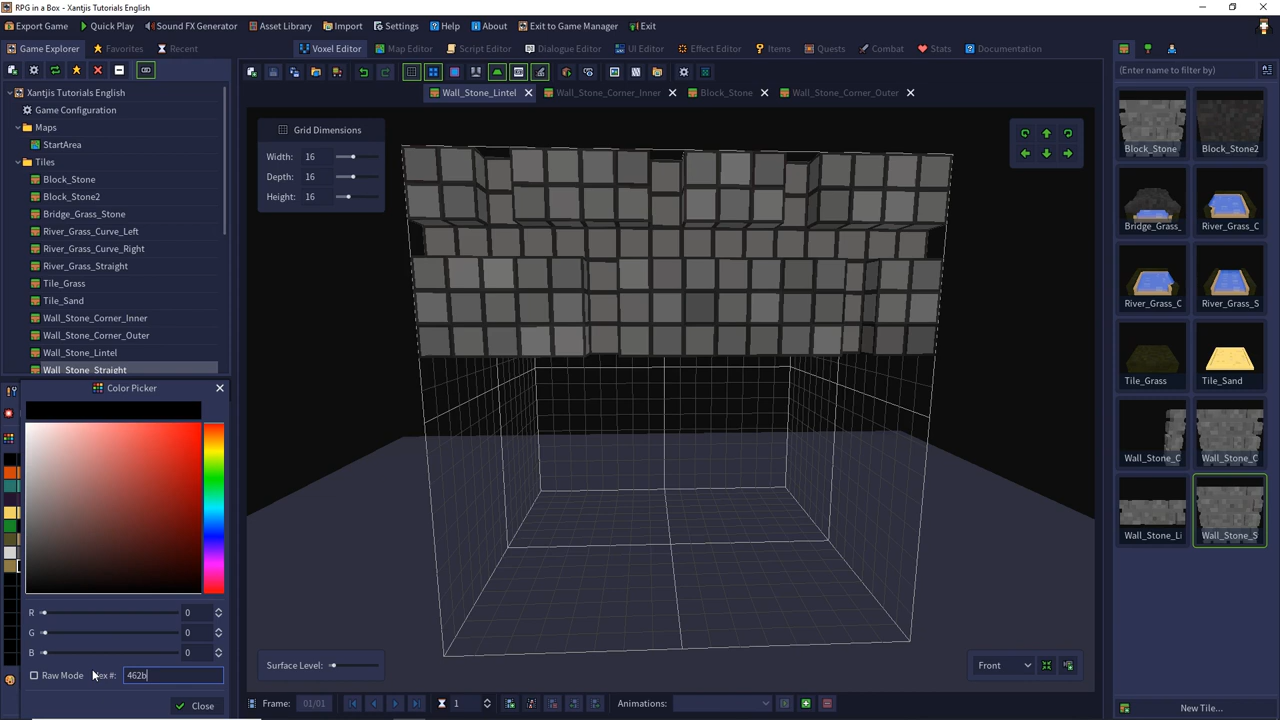 RPG in a Box - Xantjis Tutorials English
Export Game
Quick Play
Sound FX Generator
Asset Library
Import
Settings
Help
About
Exit to Game Manager
Exit
Game Explorer
Favorites
Recent
Voxel Editor
Map Editor
Script Editor
Dialogue Editor
UI Editor
Effect Editor
Items
Quests
Combat
Stats
Documentation
(Enter name to filter by)
Wall_Stone_Lintel
Wall_Stone_Corner_Inner
Block_Stone
Wall_Stone_Corner_Outer
Xantjis Tutorials English
Game Configuration
Maps
StartArea
Tiles
Block_Stone
Block_Stone2
Bridge_Grass_Stone
River_Grass_Curve_Left
River_Grass_Curve_Right
River_Grass_Straight
Tile_Grass
Tile_Sand
Wall_Stone_Corner_Inner
Wall_Stone_Corner_Outer
Wall_Stone_Lintel
Wall_Stone_Straight
Grid Dimensions
Width: 16
Depth: 16
Height: 16
Color Picker
R 0
G 0
B 0
Raw Mode
ex #: 462b
Close
Surface Level:
Front
Frame: 01/01
1
Animations:
Block_Stone
Block_Stone2
Bridge_Grass_
River_Grass_C
River_Grass_C
River_Grass_S
Tile_Grass
Tile_Sand
Wall_Stone_C
Wall_Stone_C
Wall_Stone_Li
Wall_Stone_S
New Tile...